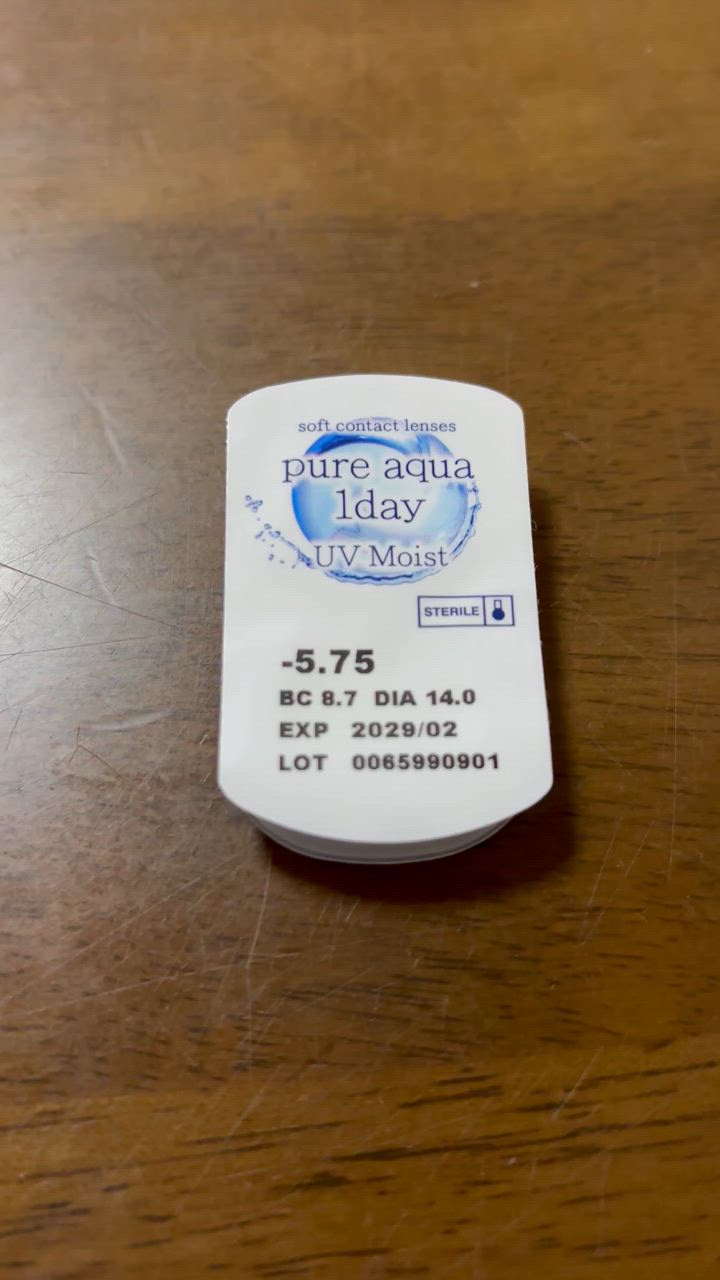 soft contact lenses
pure aqua
1day
UV Moist
STERILE
-5.75
BC 8.7 DIA 14.0
EXP 2029/02
LOT 0065990901